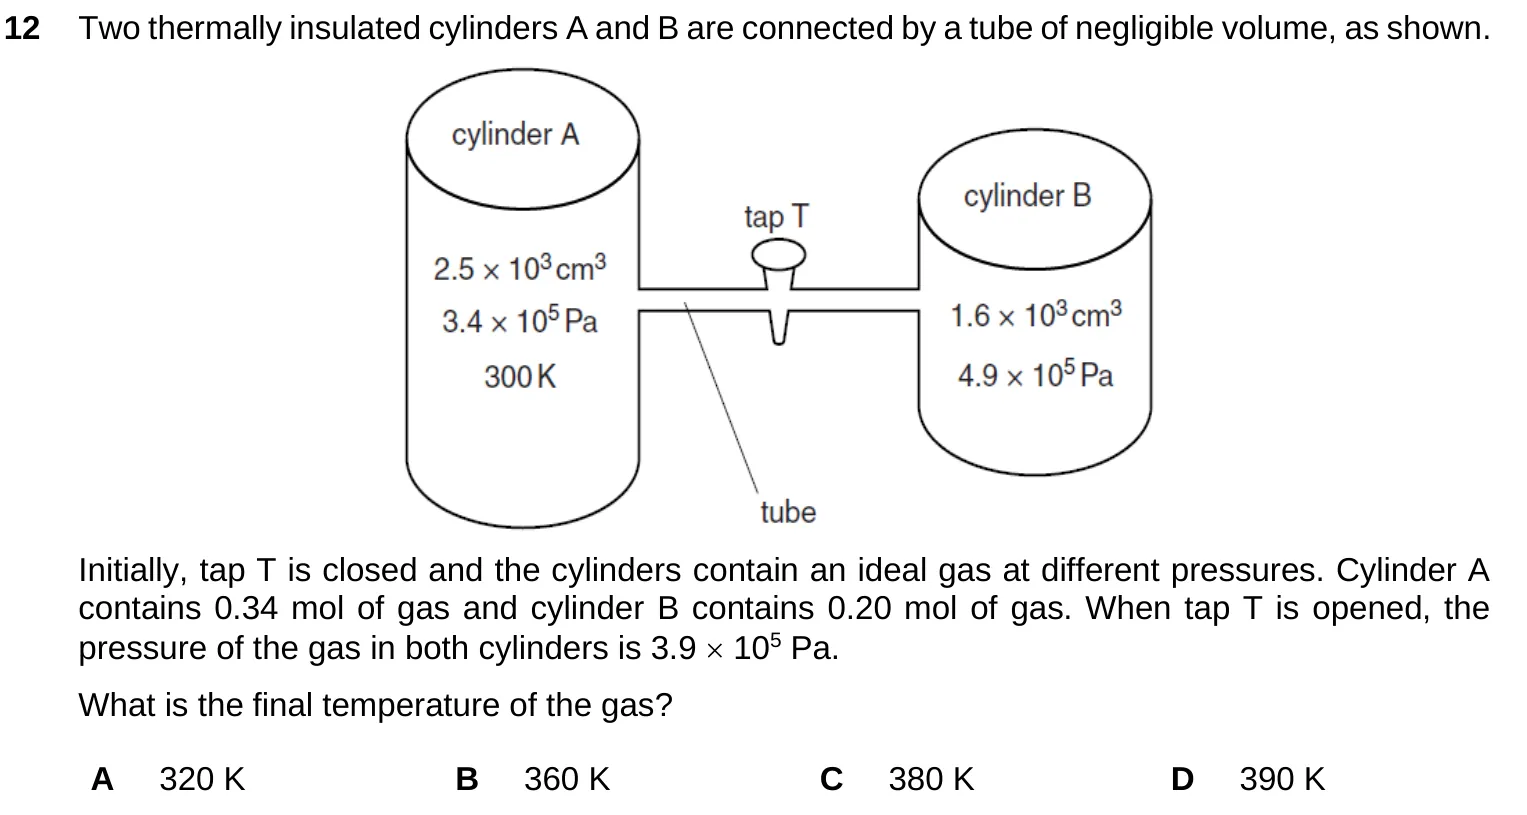 12 Two thermally insulated cylinders A and B are connected by a tube of negligible volume, as shown.
cylinder A
cylinder B
tap T
2.5 × 10³ cm³
3.4 × 10⁵ Pa
300 K
1.6 × 10³ cm³
4.9 × 10⁵ Pa
tube
Initially, tap T is closed and the cylinders contain an ideal gas at different pressures. Cylinder A
contains 0.34 mol of gas and cylinder B contains 0.20 mol of gas. When tap T is opened, the
pressure of the gas in both cylinders is 3.9 × 10⁵ Pa.
What is the final temperature of the gas?
A 320 K B 360 K C 380 K D 390 K